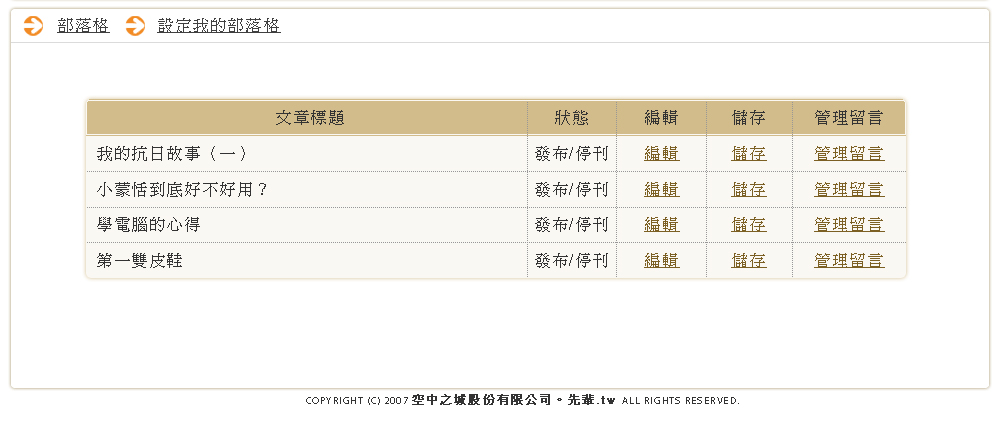 部落格 設定我的部落格
文章標題 狀態 編輯 儲存 管理留言
我的抗日故事（一） 發布/停刊 編輯 儲存 管理留言
小蒙恬到底好不好用？ 發布/停刊 編輯 儲存 管理留言
學電腦的心得 發布/停刊 編輯 儲存 管理留言
第一雙皮鞋 發布/停刊 編輯 儲存 管理留言
COPYRIGHT (C) 2007 空中之城股份有限公司。先輩.tw ALL RIGHTS RESERVED.